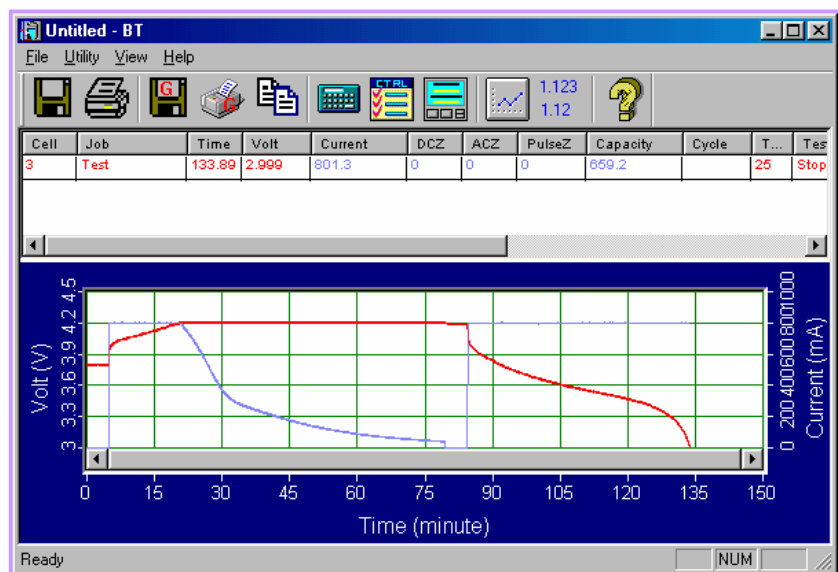 Untitled - BT
File Utility View Help
G G CTRL 1.123
1.12
Cell Job Time Volt Current DCZ ACZ PulseZ Capacity Cycle T... Tes
3 Test 133.89 2.999 801.3 0 0 0 659.2 25 Stop
Volt (V)
4.5
4.2
3.9
3.6
3.3
3
1000
800
600
400
200
0
Current (mA)
0 15 30 45 60 75 90 105 120 135 150
Time (minute)
Ready NUM